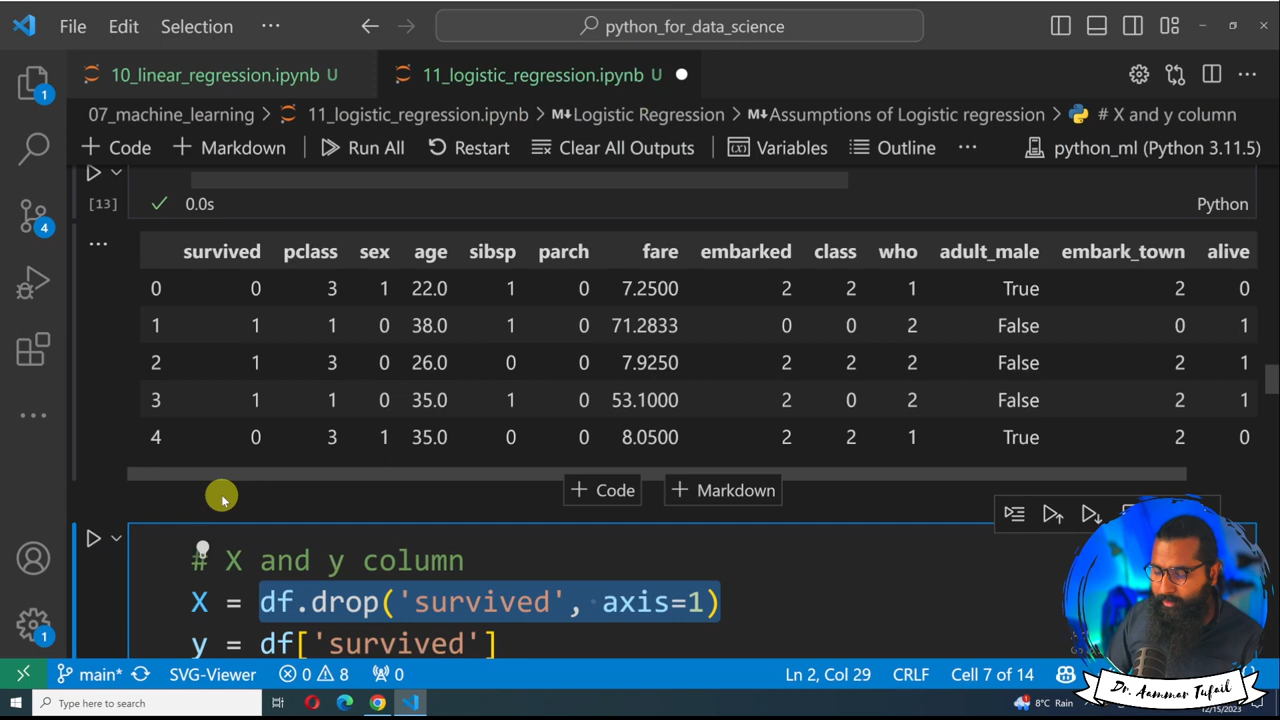 File Edit Selection ··· python_for_data_science
10_linear_regression.ipynb U 11_logistic_regression.ipynb U
07_machine_learning > 11_logistic_regression.ipynb > M↓Logistic Regression > M↓Assumptions of Logistic regression > # X and y column
+ Code + Markdown Run All Restart Clear All Outputs Variables Outline ··· python_ml (Python 3.11.5)
[13] 0.0s Python
survived pclass sex age sibsp parch fare embarked class who adult_male embark_town alive
0 0 3 1 22.0 1 0 7.2500 2 2 1 True 2 0
1 1 1 0 38.0 1 0 71.2833 0 0 2 False 0 1
2 1 3 0 26.0 0 0 7.9250 2 2 2 False 2 1
3 1 1 0 35.0 1 0 53.1000 2 0 2 False 2 1
4 0 3 1 35.0 0 0 8.0500 2 2 1 True 2 0
+ Code + Markdown
# X and y column
X = df.drop('survived', axis=1)
y = df['survived']
1
4
1
main* SVG-Viewer 0 8 0 Ln 2, Col 29 CRLF Cell 7 of 14
Dr. Aammar Tufail
Type here to search 8°C Rain
12/15/2023